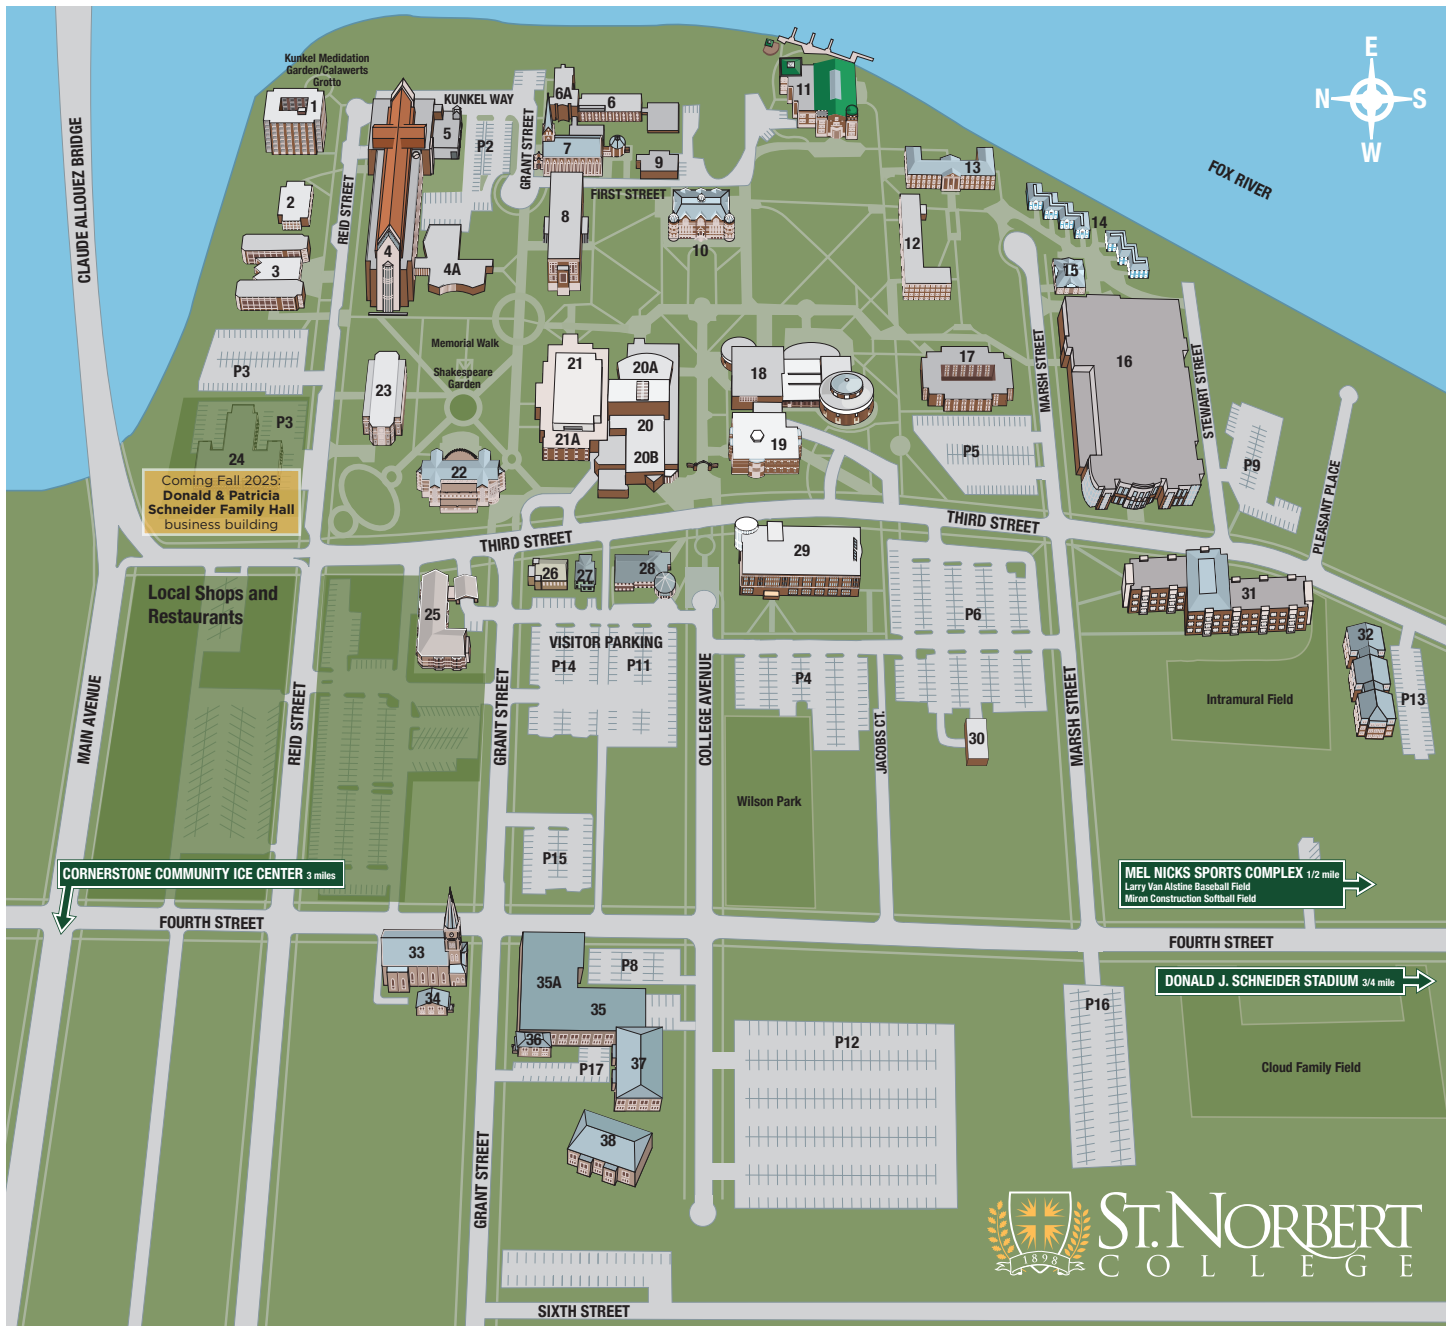 E
N
S
W
Kunkel Medidation
Garden/Calawerts
Grotto
KUNKEL WAY
CLAUDE ALLOUEZ BRIDGE
REID STREET
GRANT STREET
FIRST STREET
FOX RIVER
1
2
3
4
4A
5
P2
6A
6
7
8
9
10
11
12
13
14
15
16
17
18
19
20A
20
20B
21
21A
22
23
Memorial Walk
Shakespeare
Garden
P3
P3
24
Coming Fall 2025:
Donald & Patricia
Schneider Family Hall
business building
P5
MARSH STREET
STEWART STREET
P9
PLEASANT PLACE
THIRD STREET
THIRD STREET
Local Shops and
Restaurants
25
26
27
28
29
30
31
32
VISITOR PARKING
P14
P11
P4
P6
P13
Intramural Field
MAIN AVENUE
REID STREET
GRANT STREET
COLLEGE AVENUE
JACOBS CT.
MARSH STREET
Wilson Park
P15
CORNERSTONE COMMUNITY ICE CENTER 3 miles
MEL NICKS SPORTS COMPLEX 1/2 mile
Larry Van Alstine Baseball Field
Miron Construction Softball Field
FOURTH STREET
FOURTH STREET
DONALD J. SCHNEIDER STADIUM 3/4 mile
33
34
35A
35
36
37
38
P8
P17
P12
P16
Cloud Family Field
GRANT STREET
SIXTH STREET
1898
ST. NORBERT
COLLEGE